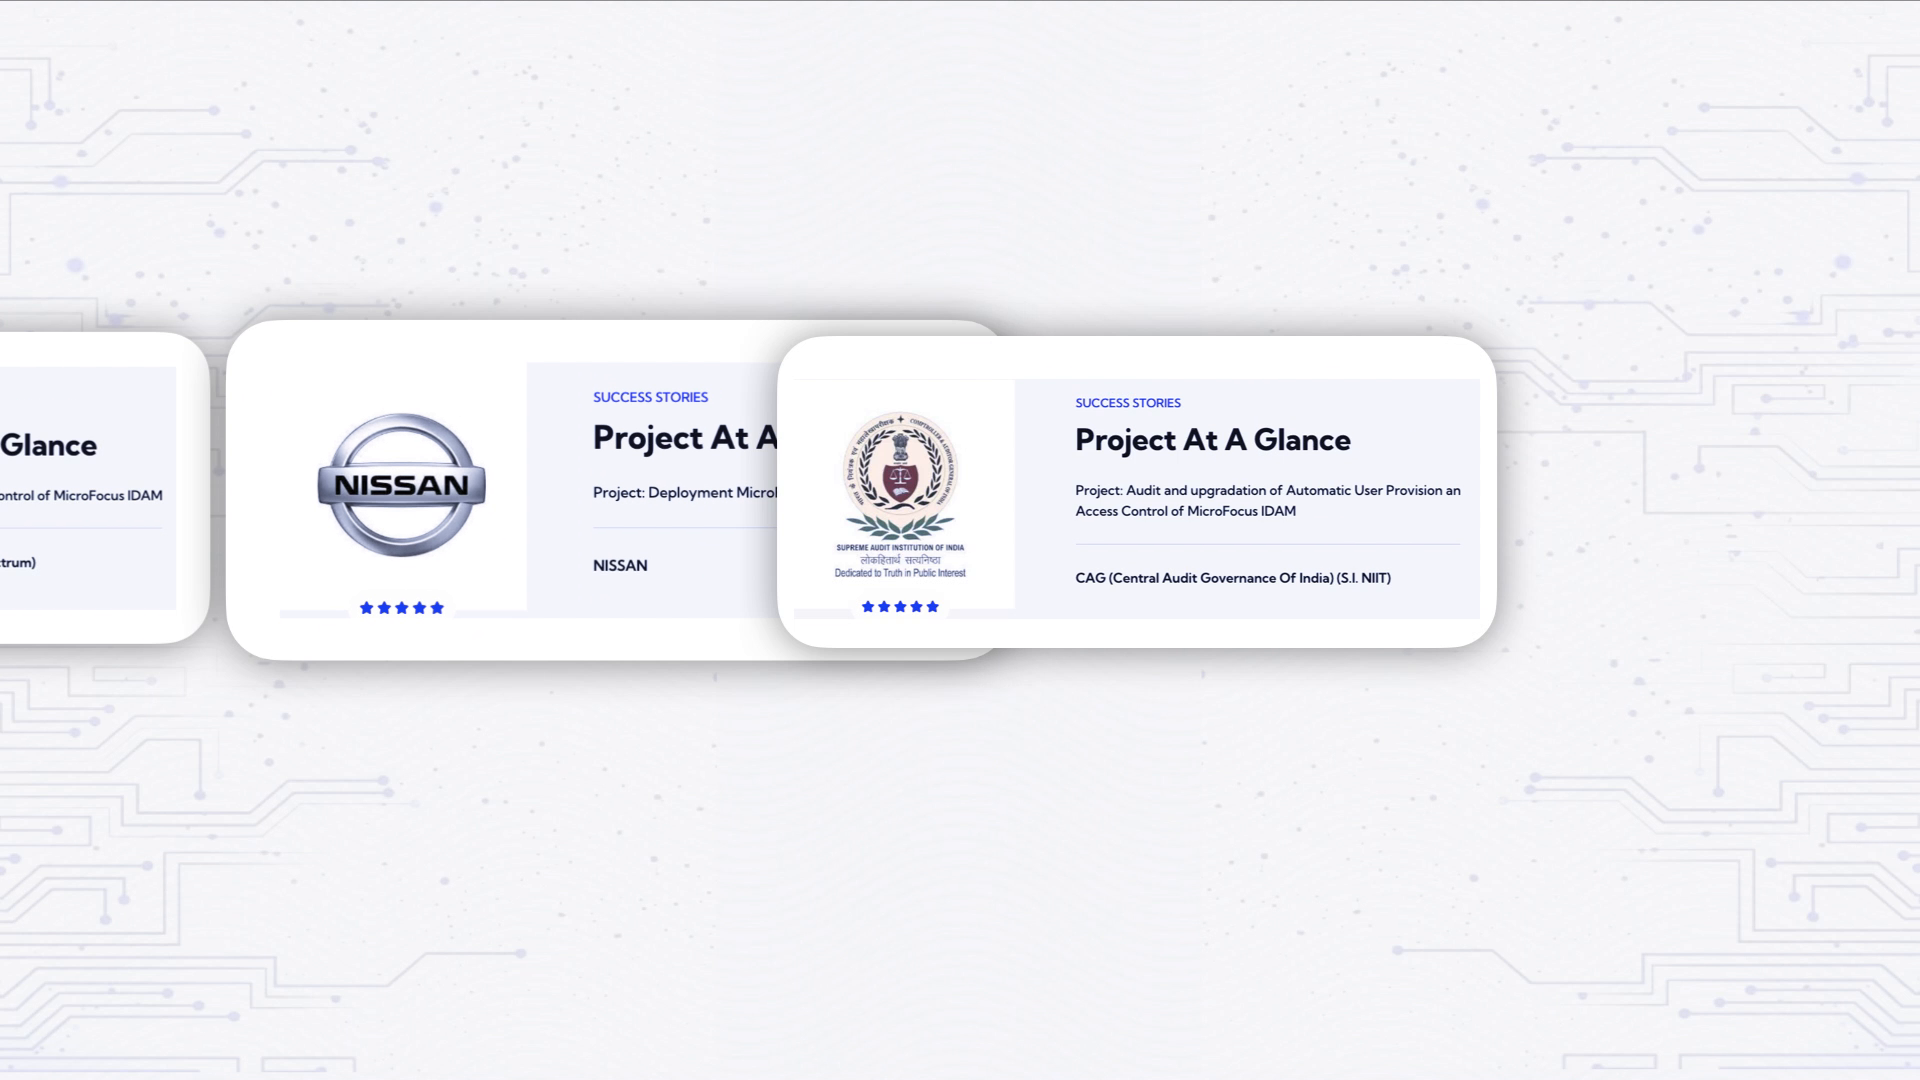 Glance
ontrol of MicroFocus IDAM
trum)
NISSAN
SUCCESS STORIES
Project At A
Project: Deployment Micro
NISSAN
SUPREME AUDIT INSTITUTION OF INDIA
लोकहितार्थ सत्यनिष्ठा
Dedicated to Truth in Public Interest
SUCCESS STORIES
Project At A Glance
Project: Audit and upgradation of Automatic User Provision an
Access Control of MicroFocus IDAM
CAG (Central Audit Governance Of India) (S.I. NIIT)